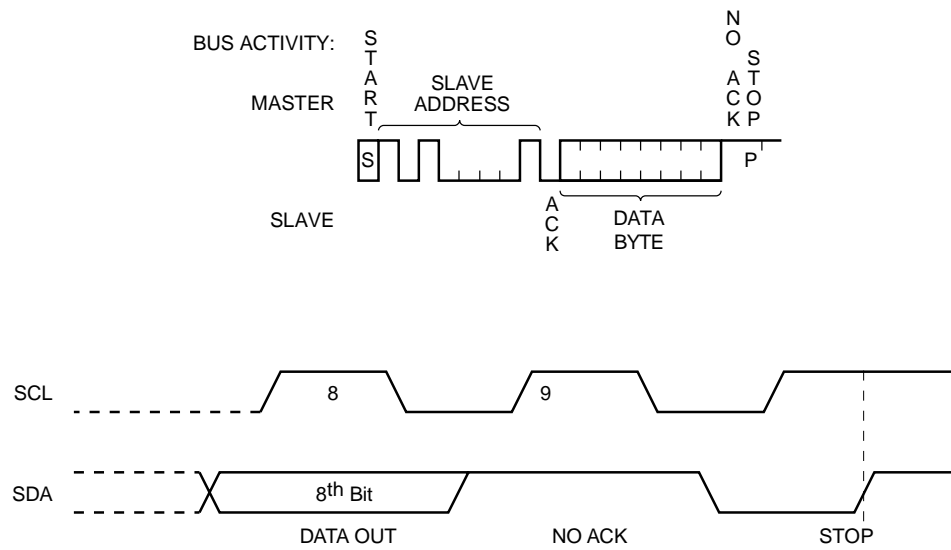 BUS ACTIVITY:
MASTER
START
SLAVE
ADDRESS
NO ACK
STOP
S
P
SLAVE
ACK
DATA
BYTE
SCL
8
9
SDA
8th Bit
DATA OUT
NO ACK
STOP